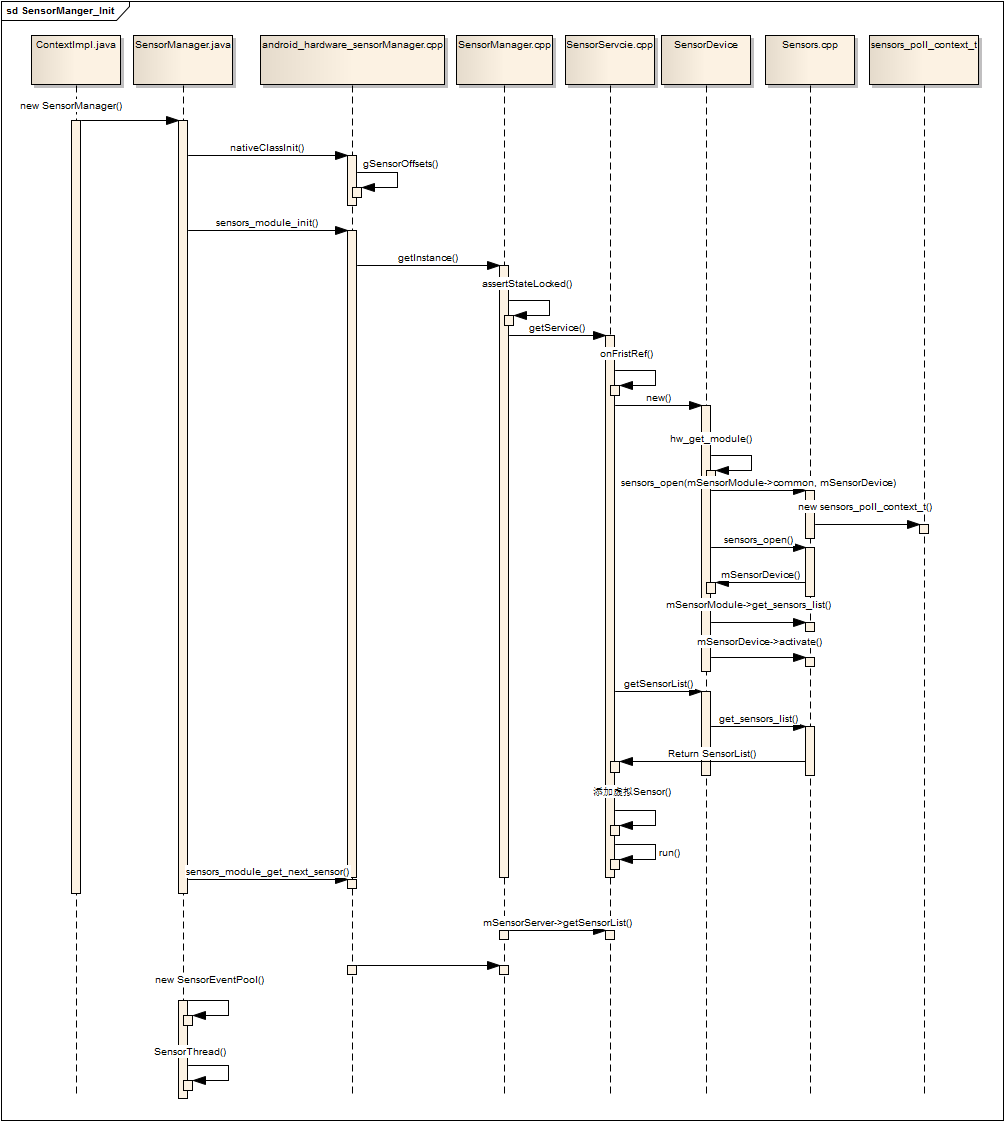 sd SensorManger_Init
ContextImpl.java
SensorManager.java
android_hardware_sensorManager.cpp
SensorManager.cpp
SensorServcie.cpp
SensorDevice
Sensors.cpp
sensors_poll_context_t
new SensorManager()
nativeClassInit()
gSensorOffsets()
sensors_module_init()
getInstance()
assertStateLocked()
getService()
onFristRef()
new()
hw_get_module()
sensors_open(mSensorModule->common, mSensorDevice)
new sensors_poll_context_t()
sensors_open()
mSensorDevice()
mSensorModule->get_sensors_list()
mSensorDevice->activate()
getSensorList()
get_sensors_list()
Return SensorList()
添加虚拟Sensor()
run()
sensors_module_get_next_sensor()
mSensorServer->getSensorList()
new SensorEventPool()
SensorThread()